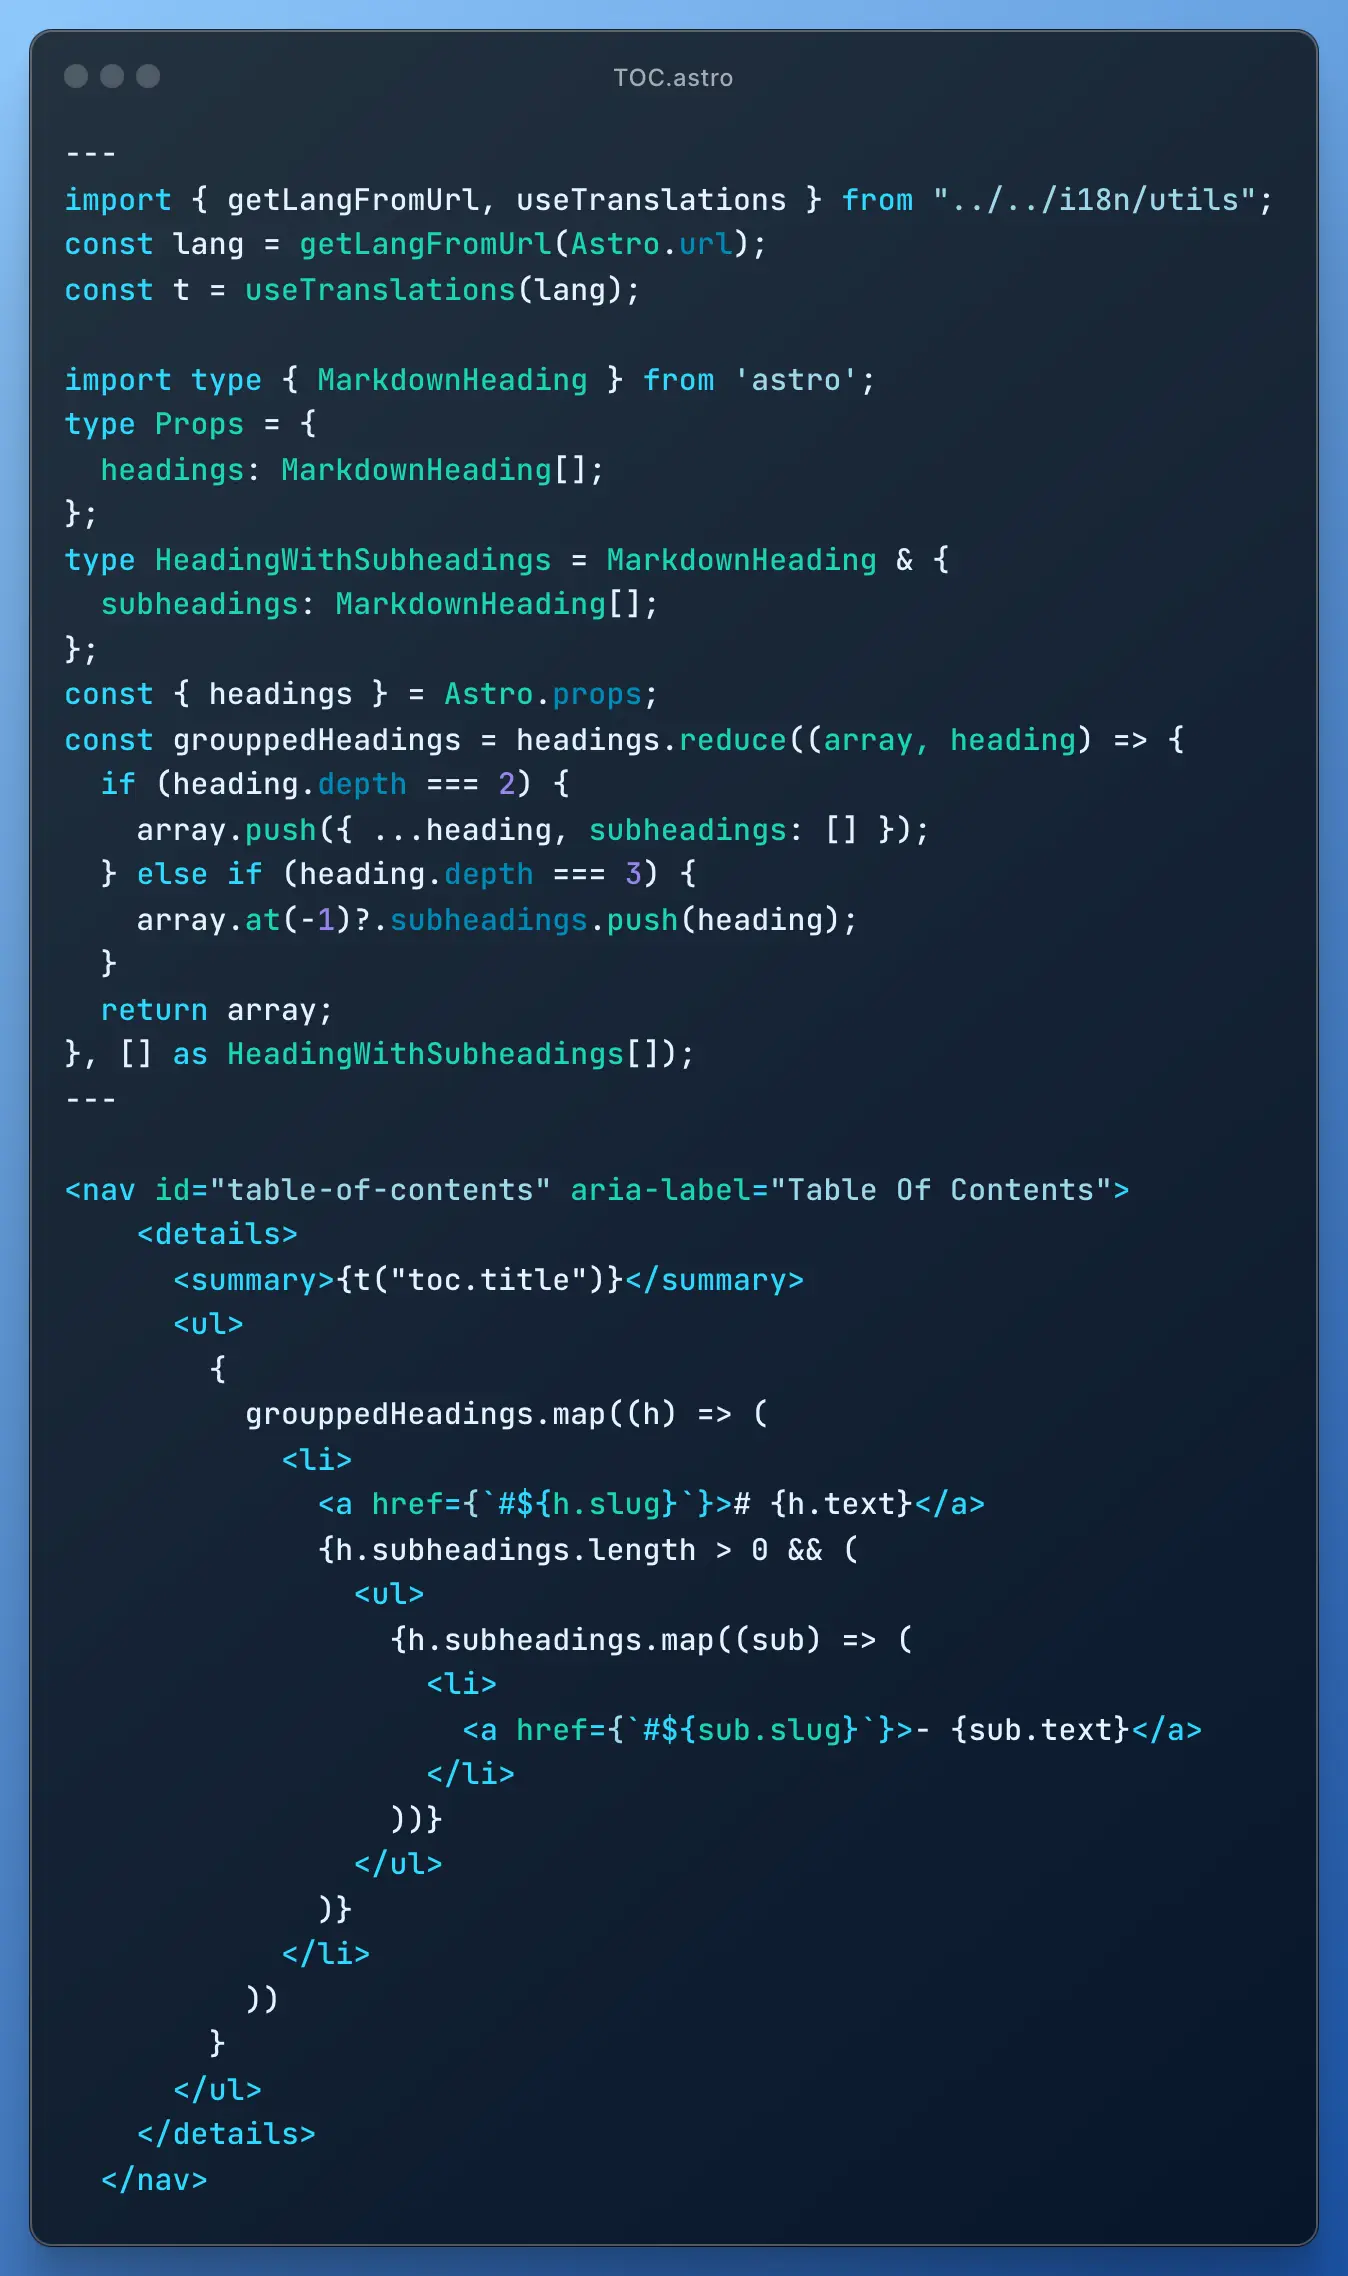 TOC.astro
---
import { getLangFromUrl, useTranslations } from "../../i18n/utils";
const lang = getLangFromUrl(Astro.url);
const t = useTranslations(lang);

import type { MarkdownHeading } from 'astro';
type Props = {
  headings: MarkdownHeading[];
};
type HeadingWithSubheadings = MarkdownHeading & {
  subheadings: MarkdownHeading[];
};
const { headings } = Astro.props;
const grouppedHeadings = headings.reduce((array, heading) => {
  if (heading.depth === 2) {
    array.push({ ...heading, subheadings: [] });
  } else if (heading.depth === 3) {
    array.at(-1)?.subheadings.push(heading);
  }
  return array;
}, [] as HeadingWithSubheadings[]);
---

<nav id="table-of-contents" aria-label="Table Of Contents">
    <details>
      <summary>{t("toc.title")}</summary>
      <ul>
        {
          grouppedHeadings.map((h) => (
            <li>
              <a href={`#${h.slug}`}># {h.text}</a>
              {h.subheadings.length > 0 && (
                <ul>
                  {h.subheadings.map((sub) => (
                    <li>
                      <a href={`#${sub.slug}`}>- {sub.text}</a>
                    </li>
                  ))}
                </ul>
              )}
            </li>
          ))
        }
      </ul>
    </details>
  </nav>